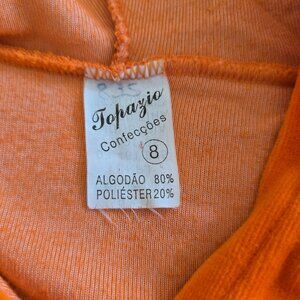 Topazio
Confecções
8
ALGODÃO 80%
POLIÉSTER 20%